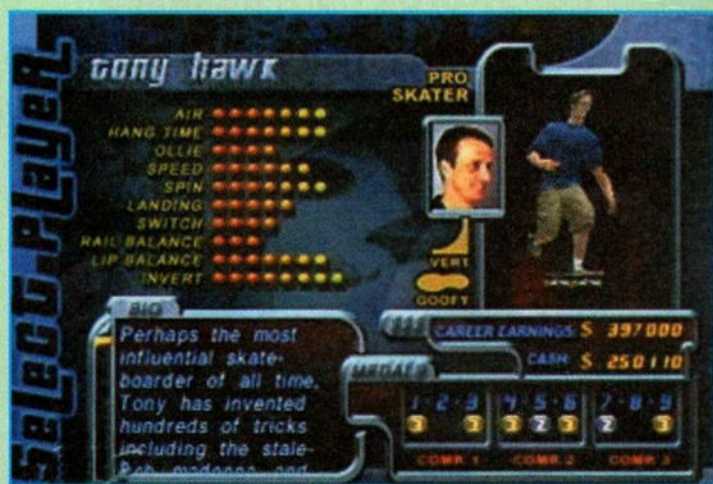 SELECT PLAYER
tony hawk
PRO
SKATER
AIR
HANG TIME
OLLIE
SPEED
SPIN
LANDING
SWITCH
RAIL BALANCE
LIP BALANCE
INVERT
VERT
GOOFY
BIO
Perhaps the most
influential skate-
boarder of all time,
Tony has invented
hundreds of tricks
including the stale-
CAREER EARNINGS $ 397000
CASH $ 250110
MEDALS
1 - 2 - 3 4 - 5 - 6 7 - 8 - 9
3 3 3 2 3 2 3
COMP. 1 COMP. 2 COMP. 3